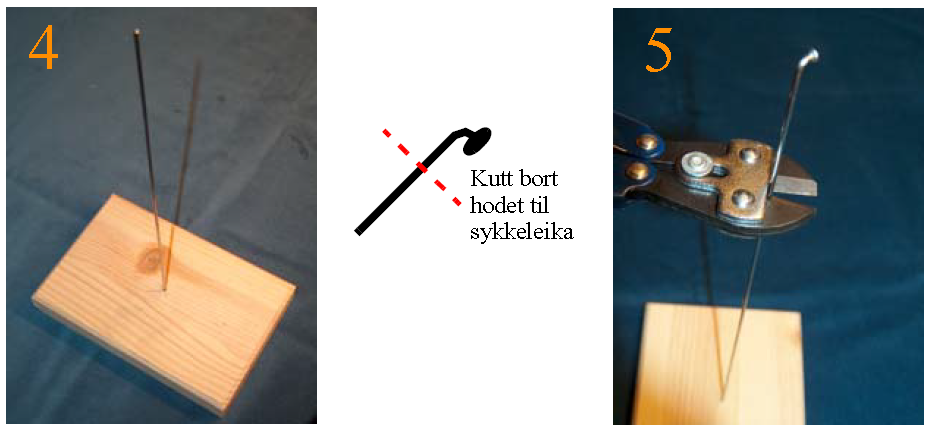 4
5
Kutt bort
hodet til
sykkeleika